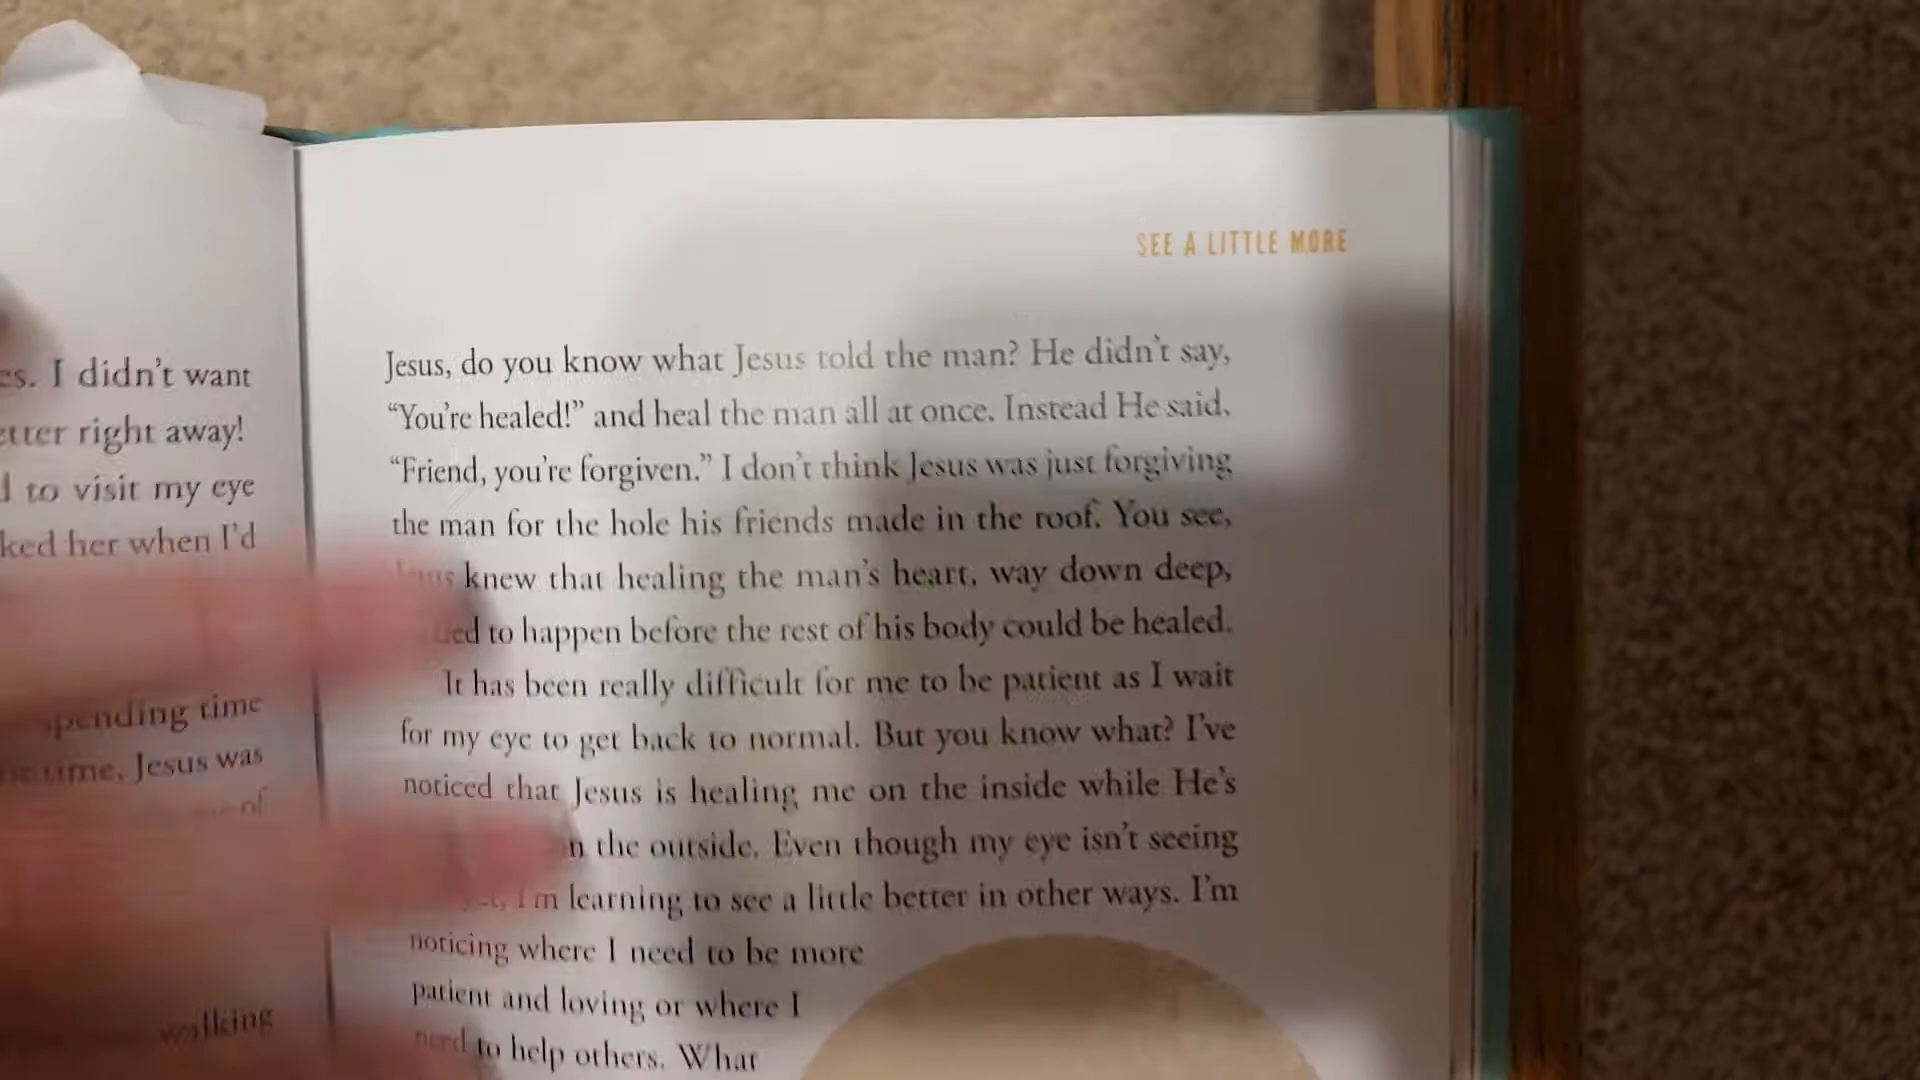 es. I didn't want
etter right away!
to visit my eye
ked her when I'd
spending time
time, Jesus was
of
walking
SEE A LITTLE MORE
Jesus, do you know what Jesus told the man? He didn't say,
“You're healed!” and heal the man all at once. Instead He said,
“Friend, you're forgiven.” I don't think Jesus was just forgiving
the man for the hole his friends made in the roof. You see,
knew that healing the man's heart, way down deep,
to happen before the rest of his body could be healed.
It has been really difficult for me to be patient as I wait
for my eye to get back to normal. But you know what? I've
noticed that Jesus is healing me on the inside while He's
the outside. Even though my eye isn't seeing
I'm learning to see a little better in other ways. I'm
noticing where I need to be more
patient and loving or where I
need to help others. What